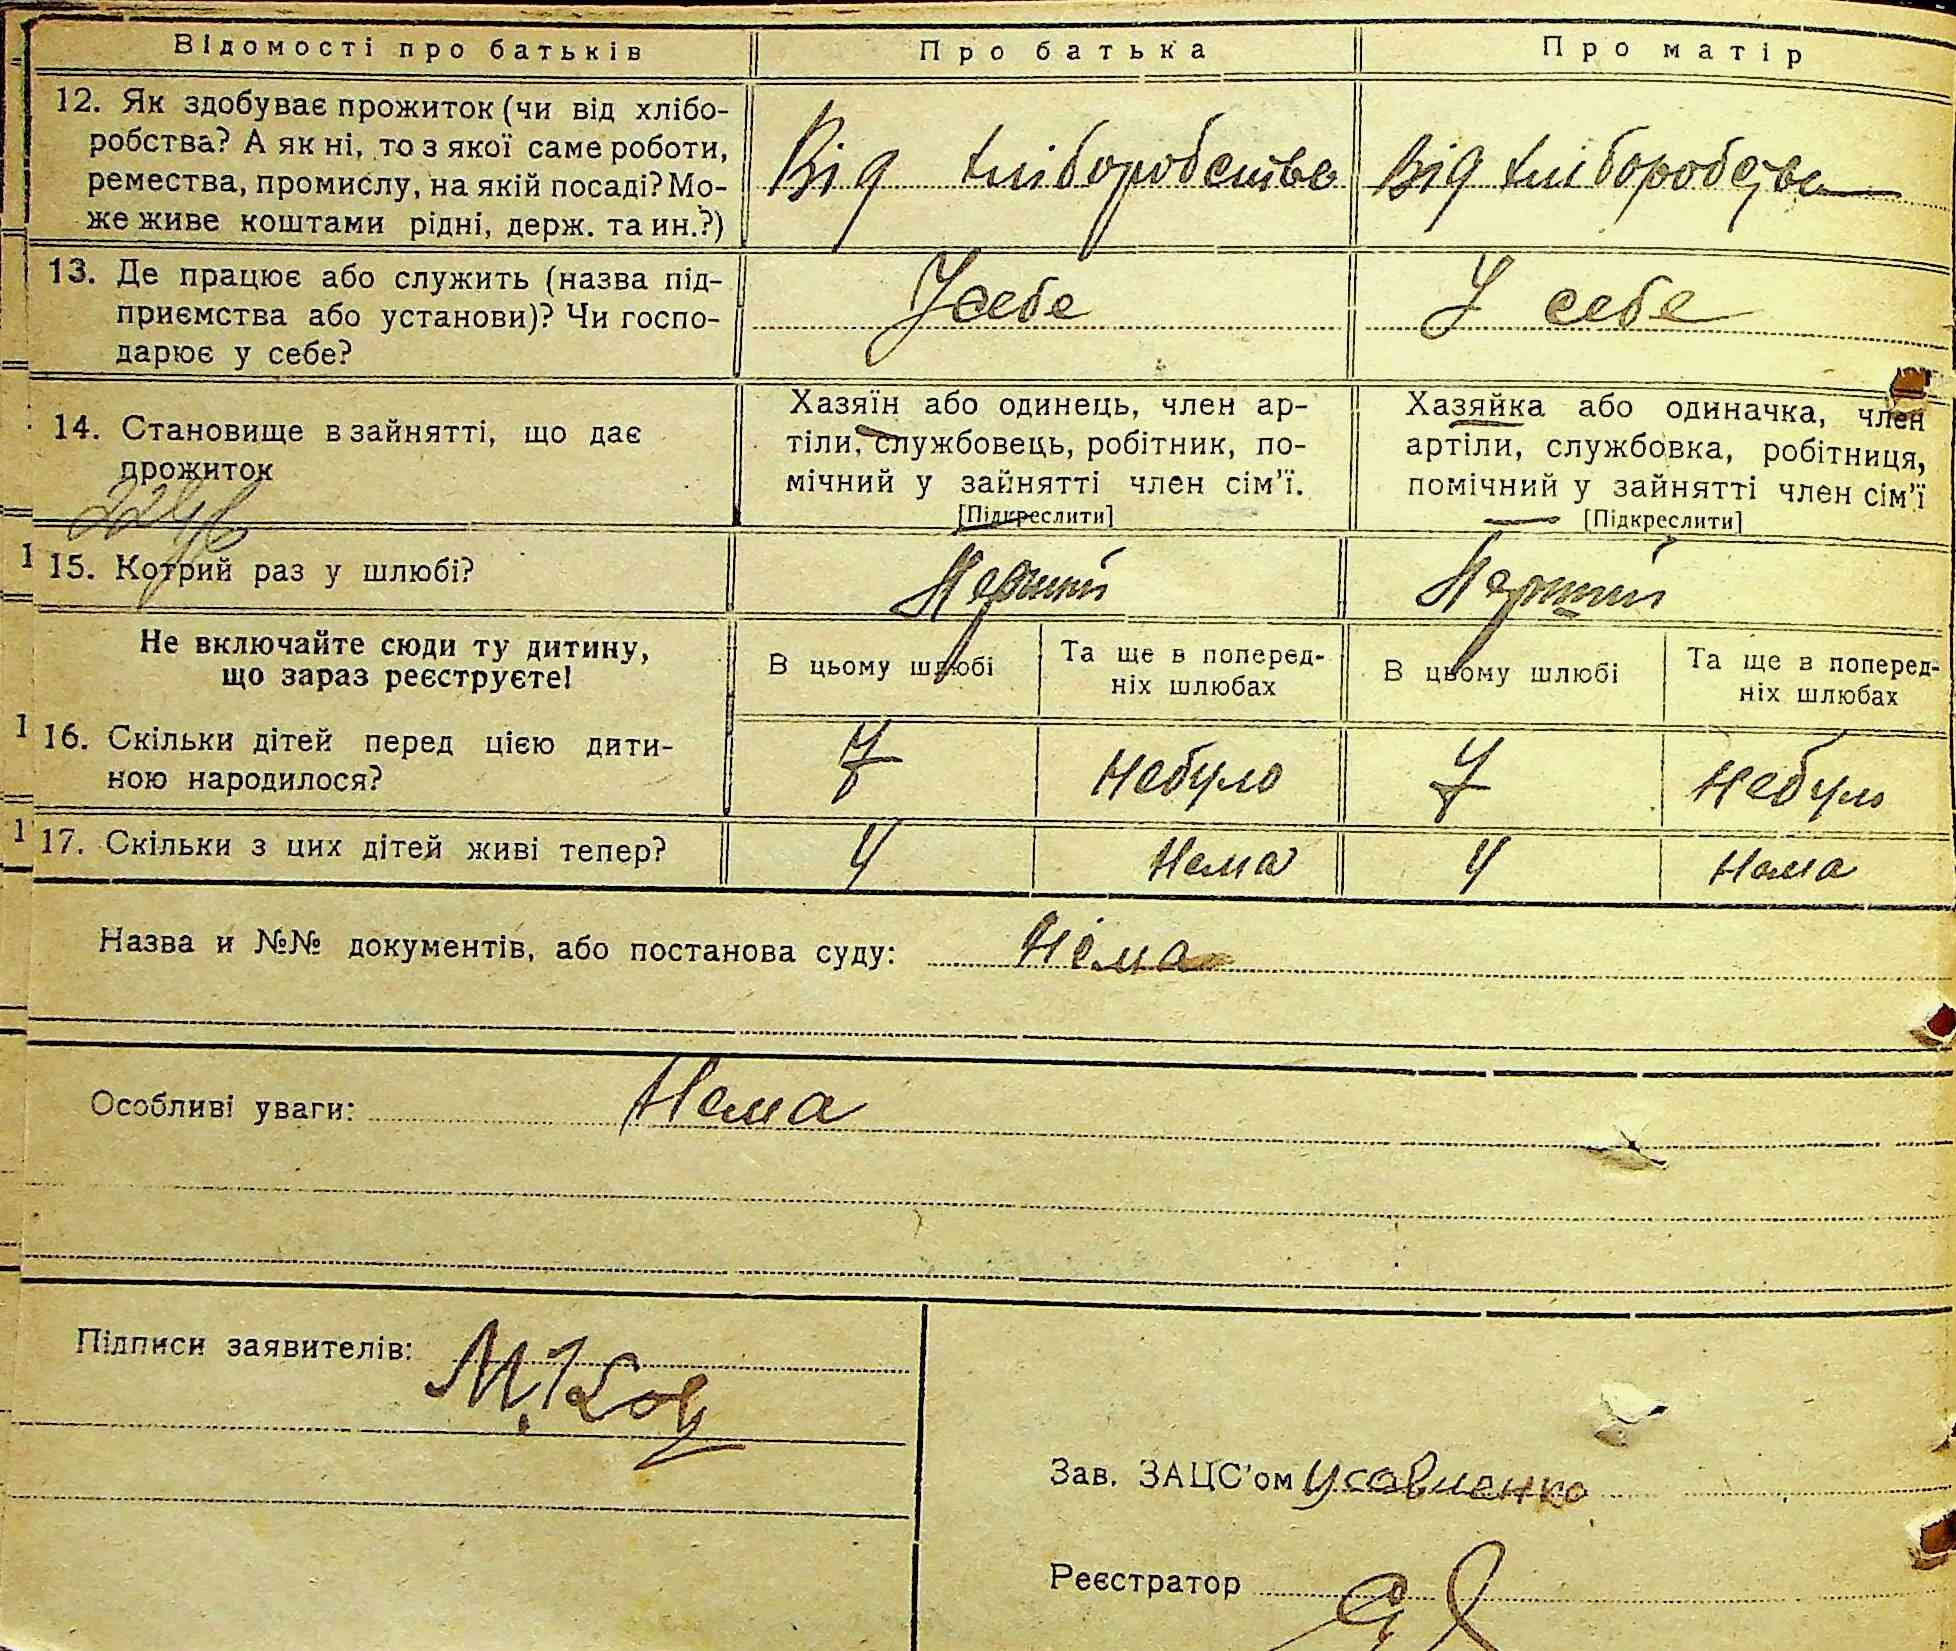 Відомості про батьків Про батька Про матір
12. Як здобуває прожиток (чи від хлібо-
робства? А як ні, то з якої саме роботи,
ремества, промислу, на якій посаді? Мо-
же живе коштами рідні, держ. та ин.?)
Від хліборобства Від хліборобства
13. Де працює або служить (назва під-
приємства або установи)? Чи госпо-
дарює у себе?
У себе У себе
14. Становище в зайнятті, що дає
прожиток
Хазяїн або одинець, член ар-
тіли, службовець, робітник, по-
мічний у зайнятті член сім'ї.
[Підкреслити]
Хазяйка або одиначка, член
артіли, службовка, робітниця,
помічний у зайнятті член сім'ї
[Підкреслити]
15. Котрий раз у шлюбі?
Перший Перший
Не включайте сюди ту дитину,
що зараз реєструєте!
В цьому шлюбі
Та ще в поперед-
ніх шлюбах
В цьому шлюбі
Та ще в поперед-
ніх шлюбах
16. Скільки дітей перед цією дити-
ною народилося?
7 Небуло 7 Небуло
17. Скільки з цих дітей живі тепер? 4 Нема 4 Нема
Назва и №№ документів, або постанова суду: Нема
Особливі уваги: Нема
Підписи заявителів: М. Коц
Зав. ЗАЦС'ом Усавленко
Реєстратор